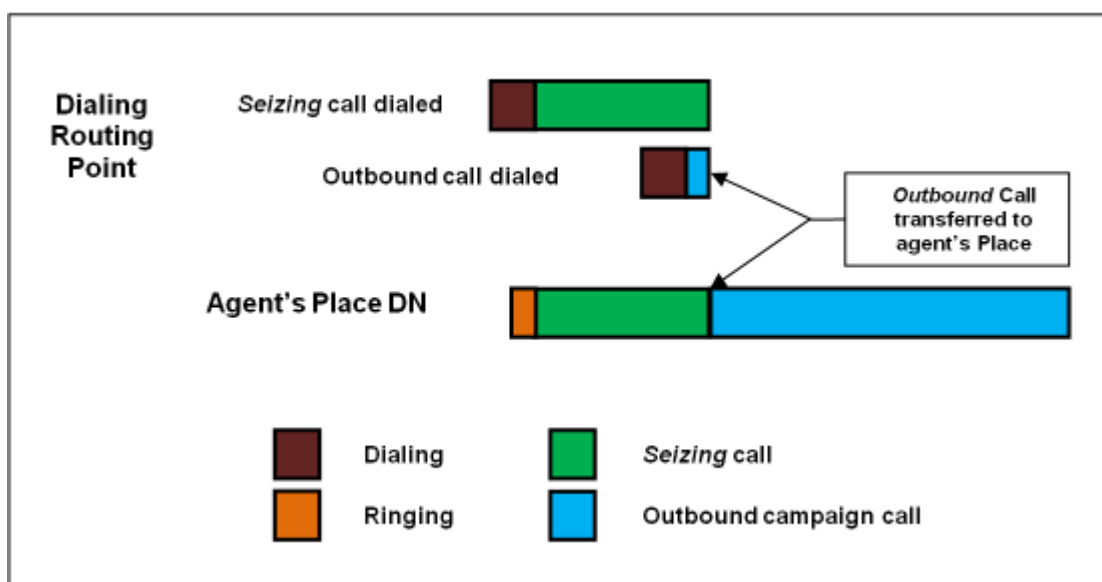 Dialing
Routing
Point
Seizing call dialed
Outbound call dialed
Outbound Call
transferred to
agent's Place
Agent's Place DN
Dialing
Seizing call
Ringing
Outbound campaign call